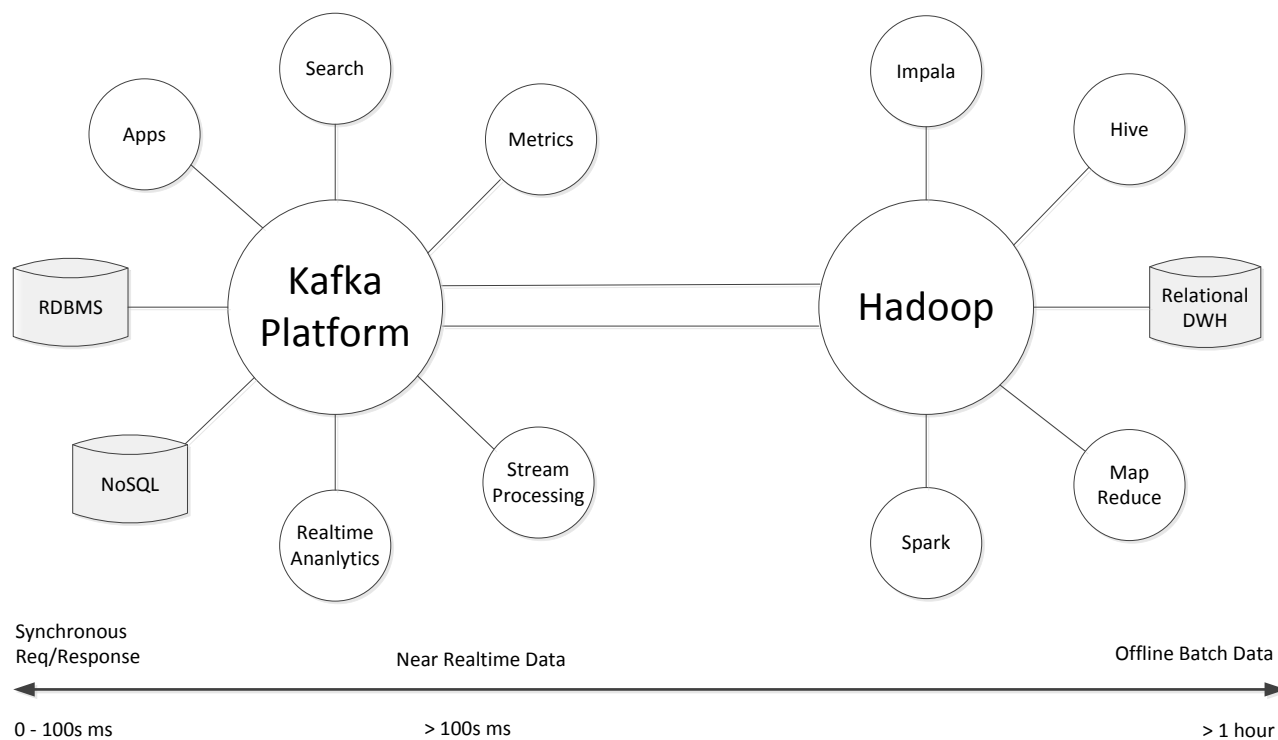 Search
Impala
Apps
Metrics
Hive
Kafka
Platform
Hadoop
RDBMS
Relational
DWH
NoSQL
Stream
Processing
Map
Reduce
Realtime
Ananlytics
Spark
Synchronous
Req/Response
Near Realtime Data
Offline Batch Data
0 - 100s ms
> 100s ms
> 1 hour